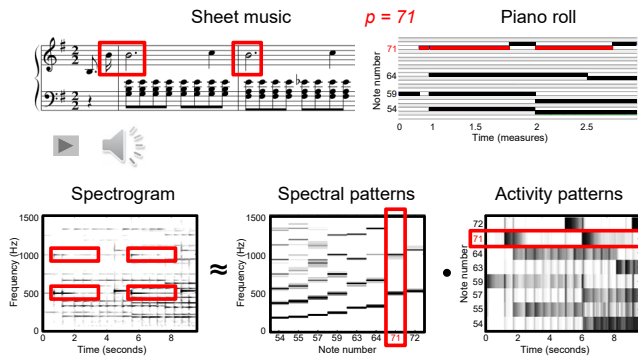 Sheet music
p = 71
Piano roll
Note number
71
64
59
54
0 1 1.5 2 2.5
Time (measures)
Spectrogram
Frequency (Hz)
1500
1000
500
0
0 2 4 6 8
Time (seconds)
≈
Spectral patterns
Frequency (Hz)
1500
1000
500
0
54 55 57 59 63 64 71 72
Note number
•
Activity patterns
Note number
72
71
64
63
59
57
55
54
0 2 4 6 8
Time (seconds)